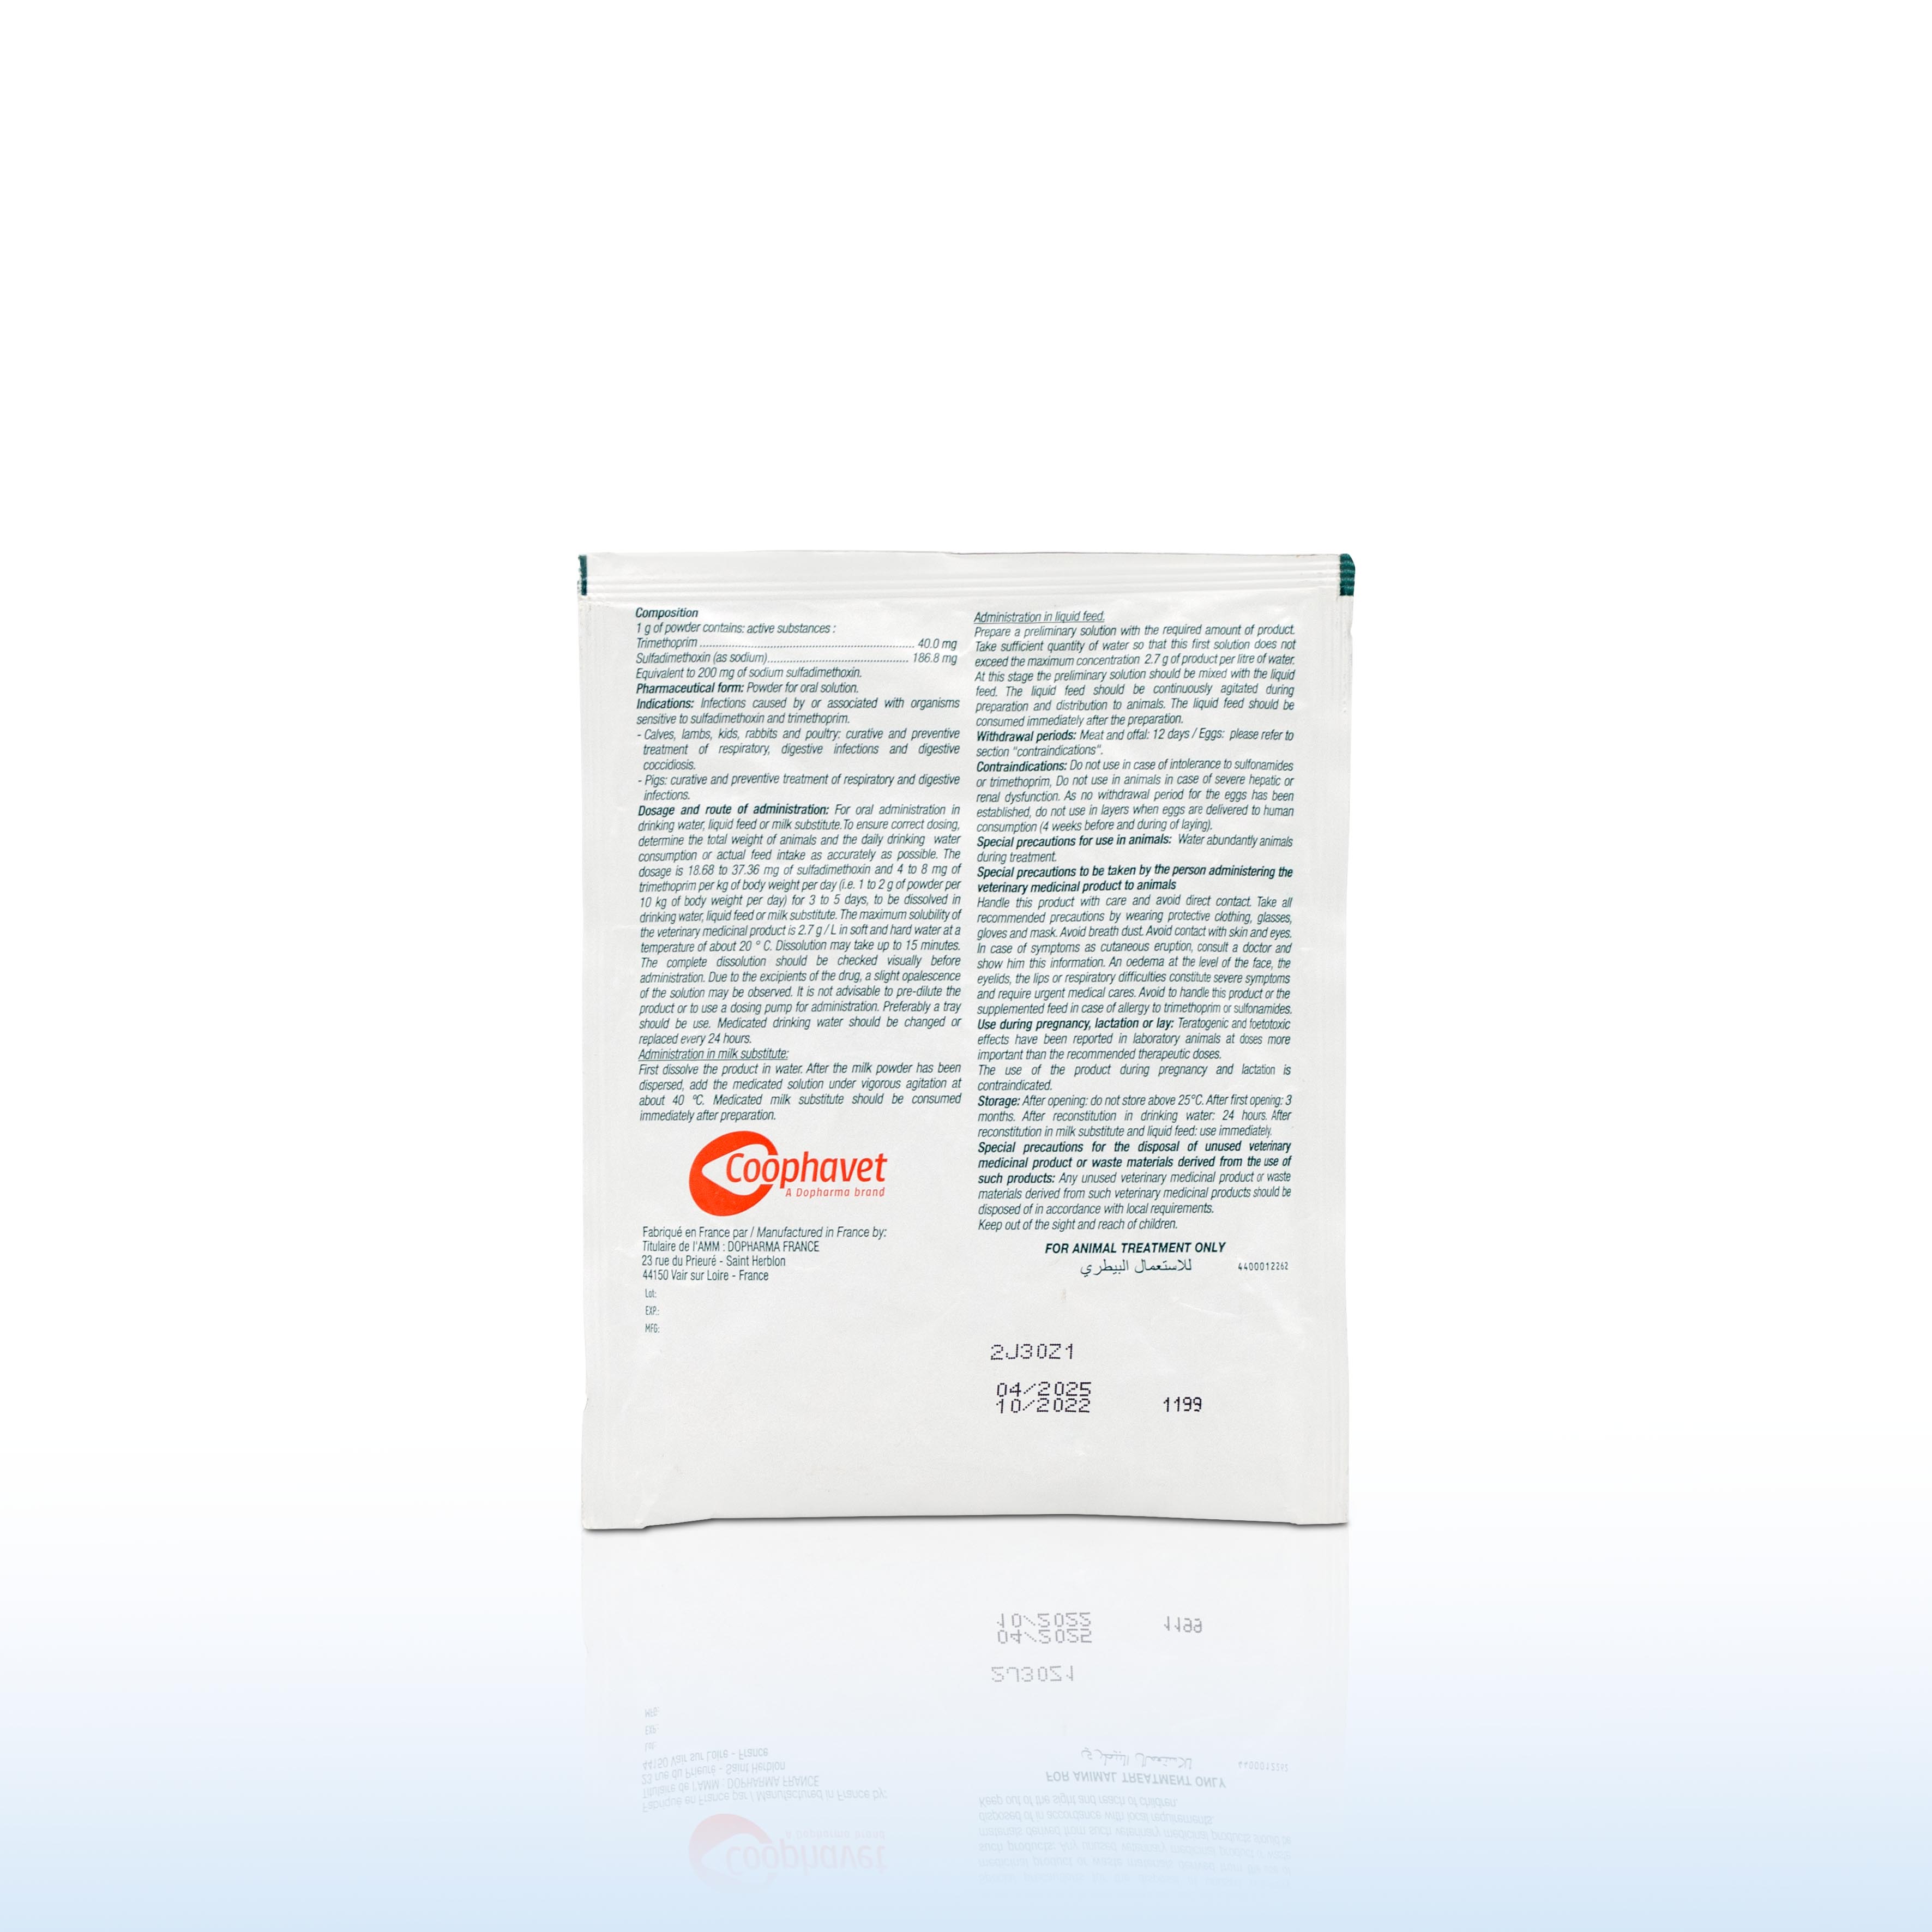 Composition
1 g of powder contains: active substances :
Trimethoprim ........................................................................ 40.0 mg
Sulfadimethoxin (as sodium)............................................... 186.8 mg
Equivalent to 200 mg of sodium sulfadimethoxin.
Pharmaceutical form: Powder for oral solution.
Indications: Infections caused by or associated with organisms
sensitive to sulfadimethoxin and trimethoprim.
- Calves, lambs, kids, rabbits and poultry: curative and preventive
treatment of respiratory, digestive infections and digestive
coccidiosis.
- Pigs: curative and preventive treatment of respiratory and digestive
infections.
Dosage and route of administration: For oral administration in
drinking water, liquid feed or milk substitute.To ensure correct dosing,
determine the total weight of animals and the daily drinking water
consumption or actual feed intake as accurately as possible. The
dosage is 18.68 to 37.36 mg of sulfadimethoxin and 4 to 8 mg of
trimethoprim per kg of body weight per day (i.e. 1 to 2 g of powder per
10 kg of body weight per day) for 3 to 5 days, to be dissolved in
drinking water, liquid feed or milk substitute. The maximum solubility of
the veterinary medicinal product is 2.7 g / L in soft and hard water at a
temperature of about 20 ° C. Dissolution may take up to 15 minutes.
The complete dissolution should be checked visually before
administration. Due to the excipients of the drug, a slight opalescence
of the solution may be observed. It is not advisable to pre-dilute the
product or to use a dosing pump for administration. Preferably a tray
should be use. Medicated drinking water should be changed or
replaced every 24 hours.
Administration in milk substitute:
First dissolve the product in water. After the milk powder has been
dispersed, add the medicated solution under vigorous agitation at
about 40 ºC. Medicated milk substitute should be consumed
immediately after preparation.
Coophavet
A Dopharma brand
Fabriqué en France par / Manufactured in France by:
Titulaire de l'AMM : DOPHARMA FRANCE
23 rue du Prieuré - Saint Herblon
44150 Vair sur Loire - France
Lot:
EXP.:
MFG:
Administration in liquid feed.
Prepare a preliminary solution with the required amount of product.
Take sufficient quantity of water so that this first solution does not
exceed the maximum concentration 2.7 g of product per litre of water.
At this stage the preliminary solution should be mixed with the liquid
feed. The liquid feed should be continuously agitated during
preparation and distribution to animals. The liquid feed should be
consumed immediately after the preparation.
Withdrawal periods: Meat and offal: 12 days / Eggs: please refer to
section "contraindications".
Contraindications: Do not use in case of intolerance to sulfonamides
or trimethoprim, Do not use in animals in case of severe hepatic or
renal dysfunction. As no withdrawal period for the eggs has been
established, do not use in layers when eggs are delivered to human
consumption (4 weeks before and during of laying).
Special precautions for use in animals: Water abundantly animals
during treatment.
Special precautions to be taken by the person administering the
veterinary medicinal product to animals
Handle this product with care and avoid direct contact. Take all
recommended precautions by wearing protective clothing, glasses,
gloves and mask. Avoid breath dust. Avoid contact with skin and eyes.
In case of symptoms as cutaneous eruption, consult a doctor and
show him this information. An oedema at the level of the face, the
eyelids, the lips or respiratory difficulties constitute severe symptoms
and require urgent medical cares. Avoid to handle this product or the
supplemented feed in case of allergy to trimethoprim or sulfonamides.
Use during pregnancy, lactation or lay: Teratogenic and foetotoxic
effects have been reported in laboratory animals at doses more
important than the recommended therapeutic doses.
The use of the product during pregnancy and lactation is
contraindicated.
Storage: After opening: do not store above 25°C. After first opening: 3
months. After reconstitution in drinking water: 24 hours. After
reconstitution in milk substitute and liquid feed: use immediately.
Special precautions for the disposal of unused veterinary
medicinal product or waste materials derived from the use of
such products: Any unused veterinary medicinal product or waste
materials derived from such veterinary medicinal products should be
disposed of in accordance with local requirements.
Keep out of the sight and reach of children.
FOR ANIMAL TREATMENT ONLY
للاستعمال البيطري
4400012262
2J30Z1
04/2025
10/2022 1199